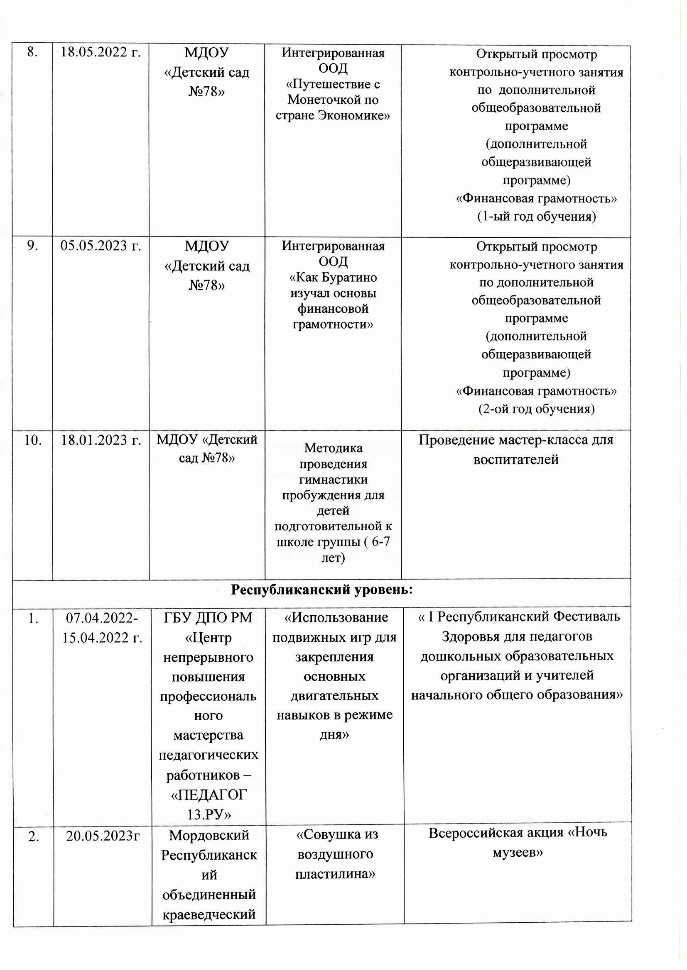 8.
18.05.2022 г.
МДОУ
«Детский сад
№78»
Интегрированная
ООД
«Путешествие с
Монеточкой по
стране Экономике»
Открытый просмотр
контрольно-учетного занятия
по дополнительной
общеобразовательной
программе
(дополнительной
общеразвивающей
программе)
«Финансовая грамотность»
(1-ый год обучения)
9.
05.05.2023 г.
МДОУ
«Детский сад
№78»
Интегрированная
ООД
«Как Буратино
изучал основы
финансовой
грамотности»
Открытый просмотр
контрольно-учетного занятия
по дополнительной
общеобразовательной
программе
(дополнительной
общеразвивающей
программе)
«Финансовая грамотность»
(2-ой год обучения)
10.
18.01.2023 г.
МДОУ «Детский
сад №78»
Методика
проведения
гимнастики
пробуждения для
детей
подготовительной к
школе группы ( 6-7
лет)
Проведение мастер-класса для
воспитателей
Республиканский уровень:
1.
07.04.2022-
15.04.2022 г.
ГБУ ДПО РМ
«Центр
непрерывного
повышения
профессиональ
ного
мастерства
педагогических
работников –
«ПЕДАГОГ
13.РУ»
«Использование
подвижных игр для
закрепления
основных
двигательных
навыков в режиме
дня»
« I Республиканский Фестиваль
Здоровья для педагогов
дошкольных образовательных
организаций и учителей
начального общего образования»
2.
20.05.2023г
Мордовский
Республиканск
ий
объединенный
краеведческий
«Совушка из
воздушного
пластилина»
Всероссийская акция «Ночь
музеев»